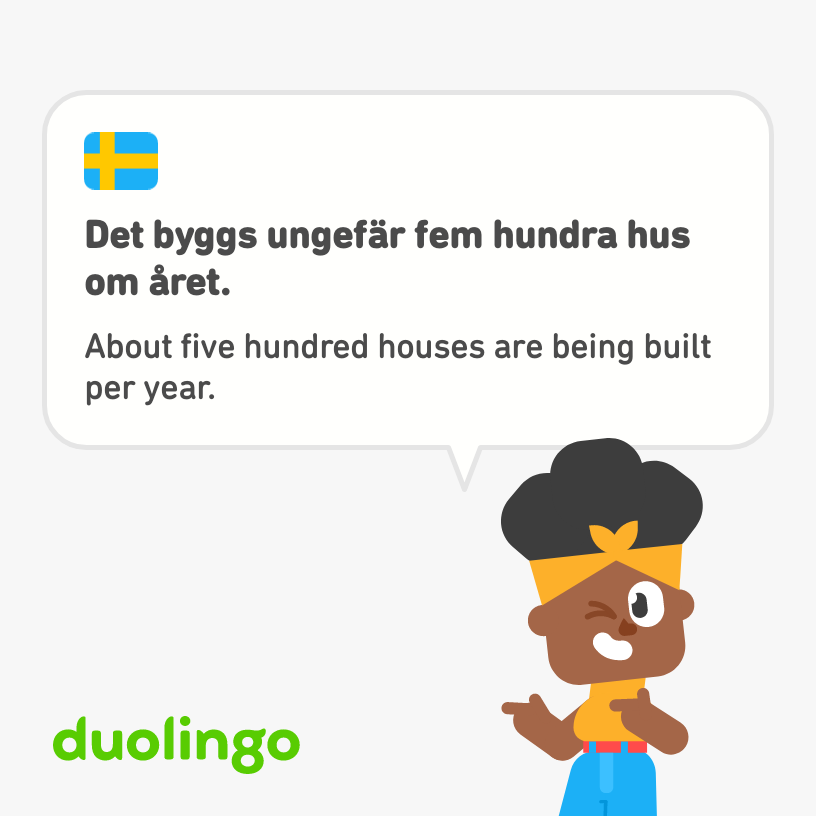 Det byggs ungefär fem hundra hus
om året.
About five hundred houses are being built
per year.
duolingo